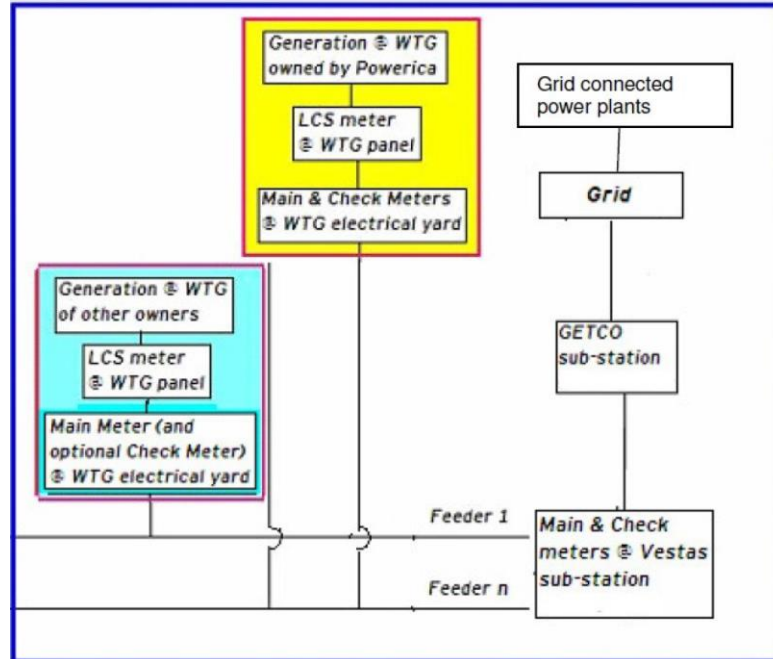 Generation @ WTG
owned by Powerica
LCS meter
@ WTG panel
Main & Check Meters
@ WTG electrical yard
Grid connected
power plants
Grid
GETCO
sub-station
Generation @ WTG
of other owners
LCS meter
@ WTG panel
Main Meter (and
optional Check Meter)
@ WTG electrical yard
Feeder 1
Feeder n
Main & Check
meters @ Vestas
sub-station